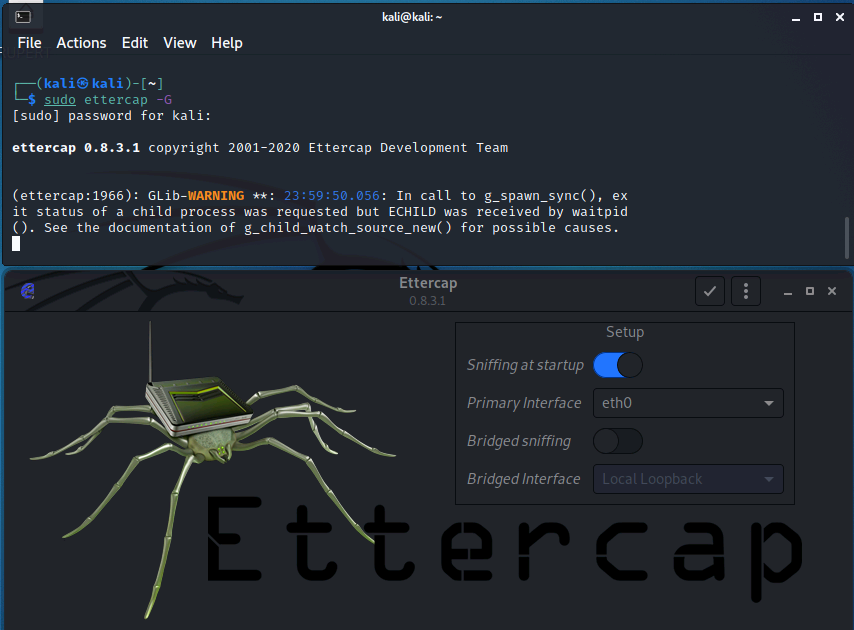 kali@kali: ~
File Actions Edit View Help
┌──(kali㉿kali)-[~]
└─$ sudo ettercap -G
[sudo] password for kali:
ettercap 0.8.3.1 copyright 2001-2020 Ettercap Development Team
(ettercap:1966): GLib-WARNING **: 23:59:50.056: In call to g_spawn_sync(), ex
it status of a child process was requested but ECHILD was received by waitpid
(). See the documentation of g_child_watch_source_new() for possible causes.
Ettercap
0.8.3.1
Setup
Sniffing at startup
Primary Interface eth0
Bridged sniffing
Bridged Interface Local Loopback
Ettercap